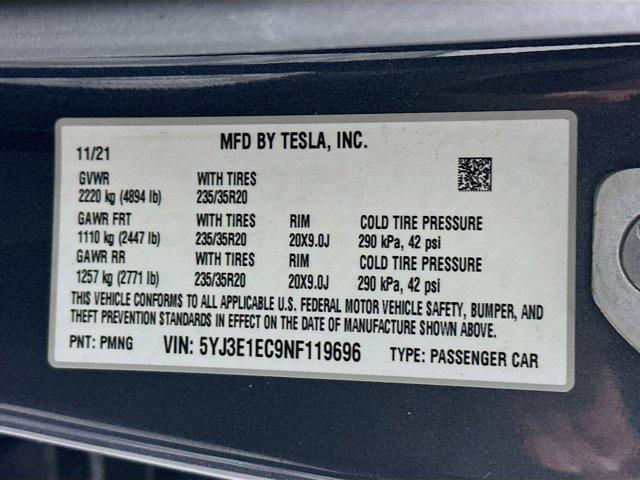 MFD BY TESLA, INC.
11/21
GVWR WITH TIRES
2220 kg (4894 lb) 235/35R20
GAWR FRT WITH TIRES RIM COLD TIRE PRESSURE
1110 kg (2447 lb) 235/35R20 20X9.0J 290 kPa, 42 psi
GAWR RR WITH TIRES RIM COLD TIRE PRESSURE
1257 kg (2771 lb) 235/35R20 20X9.0J 290 kPa, 42 psi
THIS VEHICLE CONFORMS TO ALL APPLICABLE U.S. FEDERAL MOTOR VEHICLE SAFETY, BUMPER, AND
THEFT PREVENTION STANDARDS IN EFFECT ON THE DATE OF MANUFACTURE SHOWN ABOVE.
PNT: PMNG VIN: 5YJ3E1EC9NF119696 TYPE: PASSENGER CAR